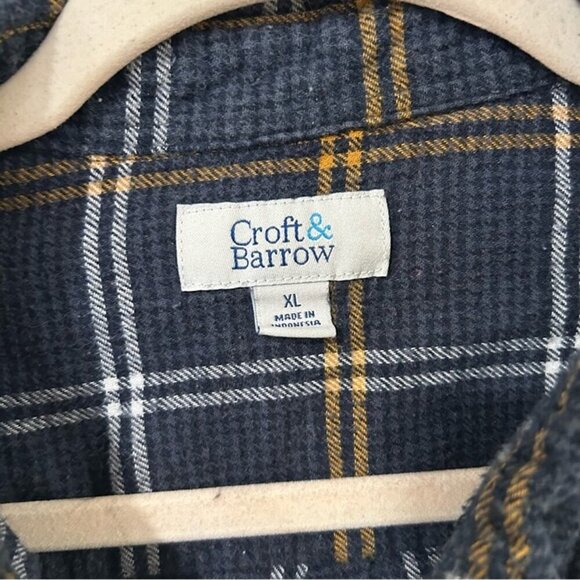 Croft&
Barrow
XL
MADE IN
INDONESIA